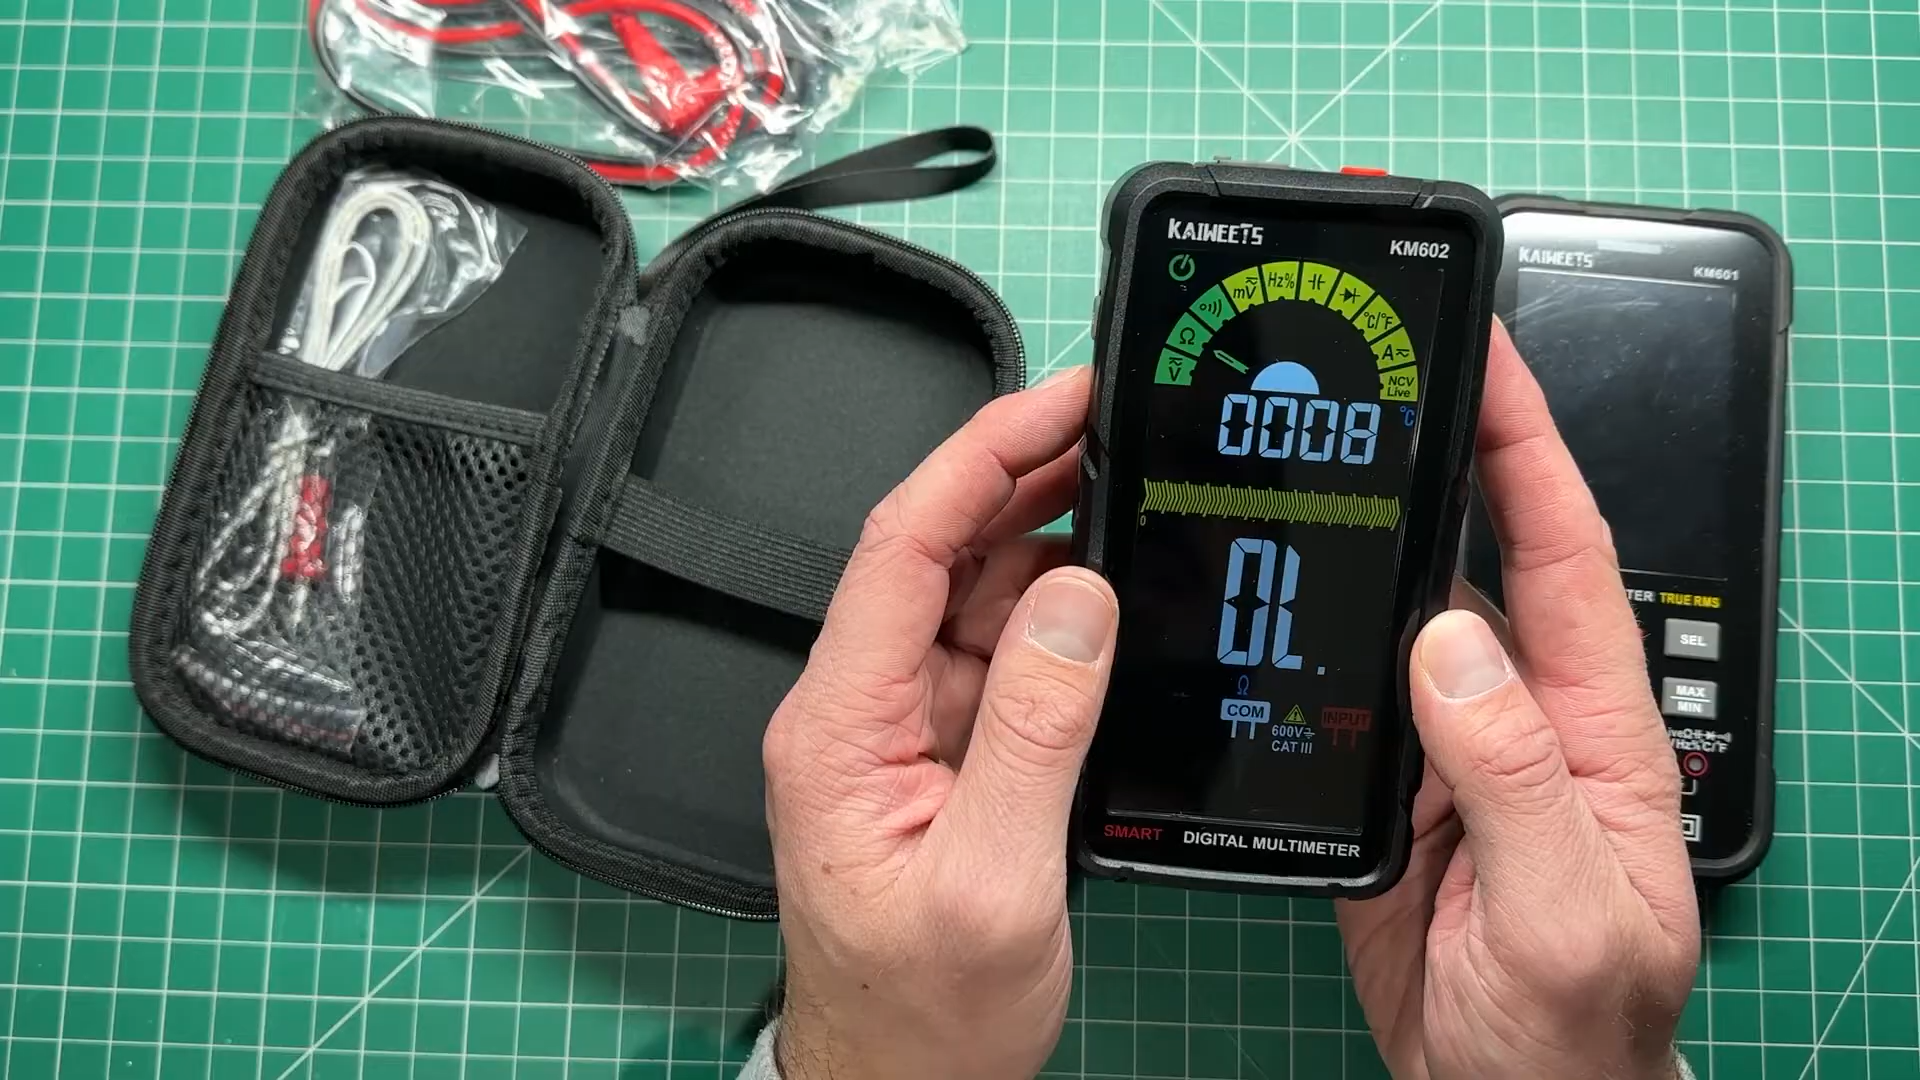 KAIWEETS
KM602
mV
Hz%
°C/°F
Ω
A
V
NCV
Live
0008
°C
0
0L.
Ω
COM
INPUT
600V
CAT III
SMART
DIGITAL MULTIMETER
KAIWEETS
KM601
TER TRUE RMS
SEL
MAX
MIN